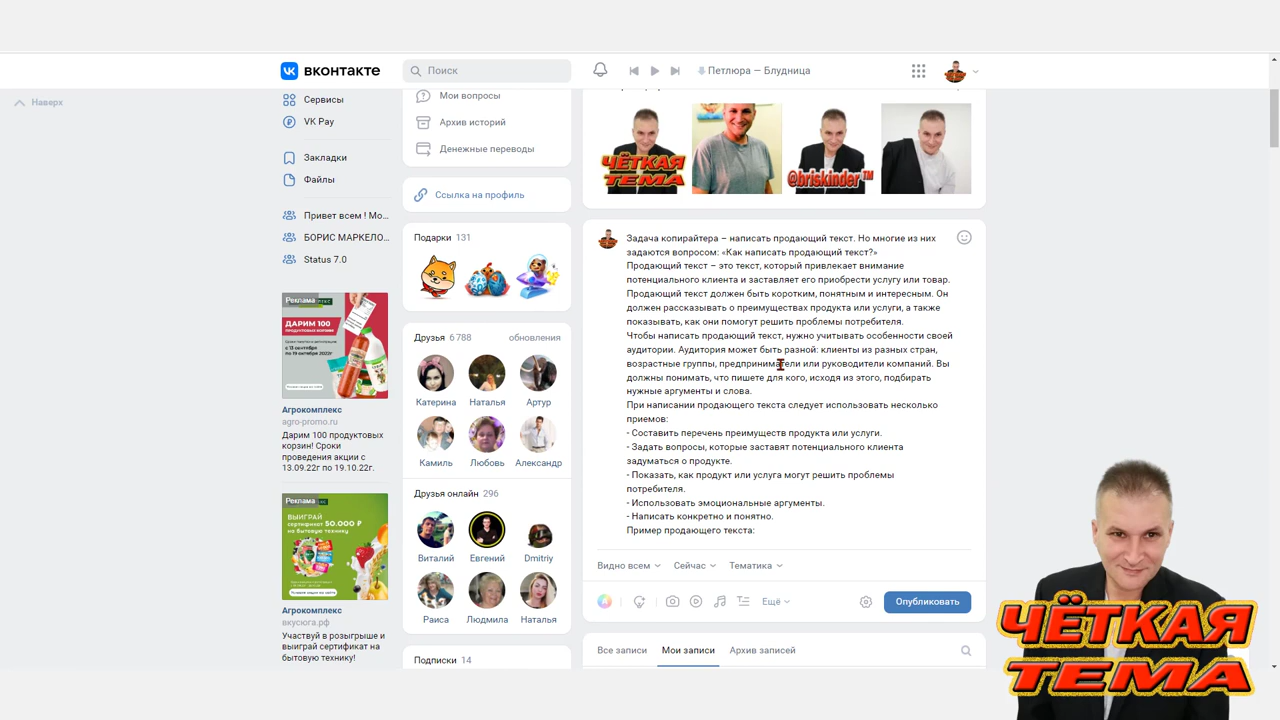 вконтакте
Поиск
Петлюра — Блудница
Наверх
Сервисы
VK Pay
Закладки
Файлы
Привет всем ! Мо...
БОРИС МАРКЕЛО...
Status 7.0
Реклама
ДАРИМ 100
ПРОДУКТОВЫХ
КОРЗИН!
С 13 СЕНТЯБРЯ
ПО 19 ОКТЯБРЯ 2022Г
Агрокомплекс
agro-promo.ru
Дарим 100 продуктовых
корзин! Сроки
проведения акции с
13.09.22г по 19.10.22г.
Реклама
ВЫИГРАЙ
сертификат 50.000 ₽
на бытовую технику!
Агрокомплекс
вкусюга.рф
Участвуй в розыгрыше и
выиграй сертификат на
бытовую технику!
Мои вопросы
Архив историй
Денежные переводы
Ссылка на профиль
Подарки 131
Друзья 6 788 обновления
Катерина Наталья Артур
Камиль Любовь Александр
Друзья онлайн 296
Виталий Евгений Dmitriy
Раиса Людмила Наталья
Подписки 14
ЧЁТКАЯ
ТЕМА
@briskinder™
Задача копирайтера – написать продающий текст. Но многие из них
задаются вопросом: «Как написать продающий текст?»
Продающий текст – это текст, который привлекает внимание
потенциального клиента и заставляет его приобрести услугу или товар.
Продающий текст должен быть коротким, понятным и интересным. Он
должен рассказывать о преимуществах продукта или услуги, а также
показывать, как они помогут решить проблемы потребителя.
Чтобы написать продающий текст, нужно учитывать особенности своей
аудитории. Аудитория может быть разной: клиенты из разных стран,
возрастные группы, предприниматели или руководители компаний. Вы
должны понимать, что пишете для кого, исходя из этого, подбирать
нужные аргументы и слова.
При написании продающего текста следует использовать несколько
приемов:
- Составить перечень преимуществ продукта или услуги.
- Задать вопросы, которые заставят потенциального клиента
задуматься о продукте.
- Показать, как продукт или услуга могут решить проблемы
потребителя.
- Использовать эмоциональные аргументы.
- Написать конкретно и понятно.
Пример продающего текста:
Видно всем Сейчас Тематика
Ещё
Опубликовать
Все записи Мои записи Архив записей
ЧЁТКАЯ
ТЕМА